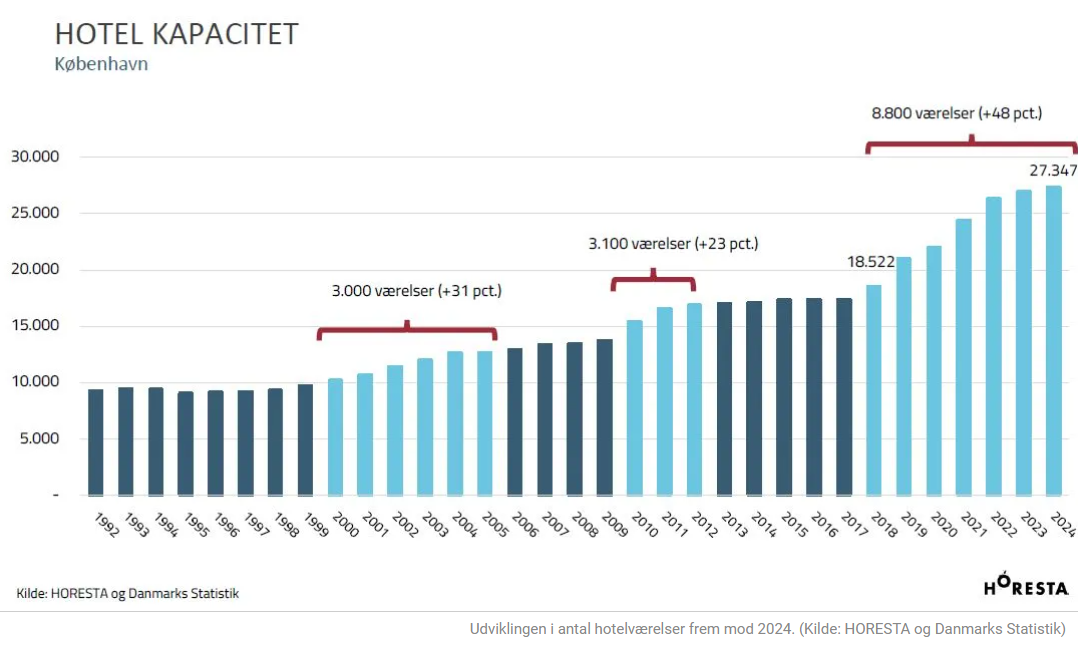 HOTEL KAPACITET
København
8.800 værelser (+48 pct.)
30.000
27.347
25.000
3.100 værelser (+23 pct.)
18.522
20.000
3.000 værelser (+31 pct.)
15.000
10.000
5.000
-
1992 1993 1994 1995 1996 1997 1998 1999 2000 2001 2002 2003 2004 2005 2006 2007 2008 2009 2010 2011 2012 2013 2014 2015 2016 2017 2018 2019 2020 2021 2022 2023 2024
Kilde: HORESTA og Danmarks Statistik
HÓRESTA
Udviklingen i antal hotelværelser frem mod 2024. (Kilde: HORESTA og Danmarks Statistik)